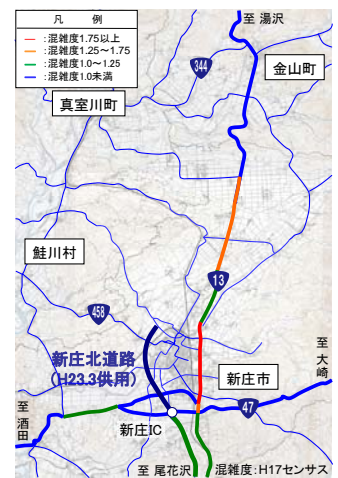 凡 例
:混雑度1.75以上
:混雑度1.25～1.75
:混雑度1.0～1.25
:混雑度1.0未満
至 湯沢
金山町
344
真室川町
鮭川村
13
458
新庄北道路
(H23.3供用)
至 大崎
新庄市
至 酒田
47
新庄IC
至 尾花沢
混雑度:H17センサス